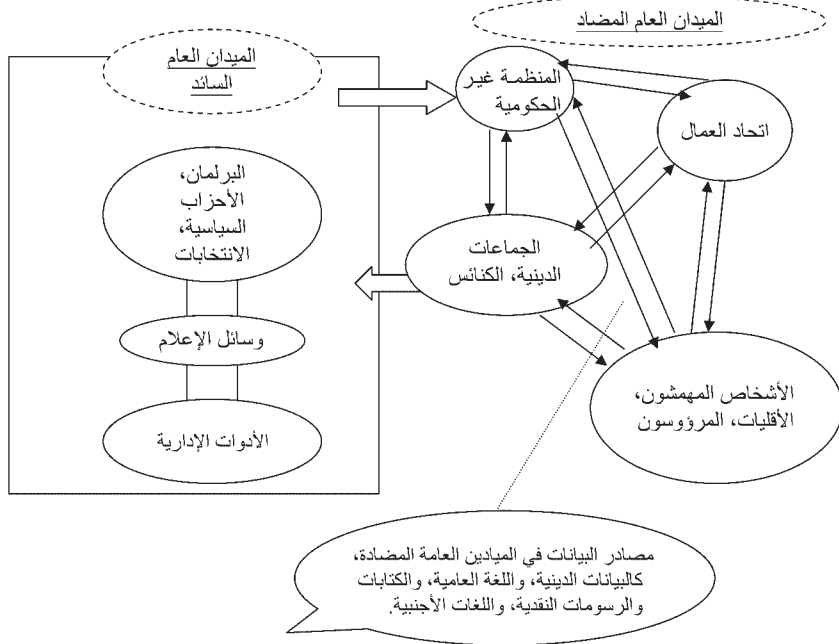 الميدان العام المضاد
الميدان العام
السائد
المنظمة غير
الحكومية
اتحاد العمال
البرلمان،
الأحزاب
السياسية،
الانتخابات
الجماعات
الدينية، الكنائس
وسائل الإعلام
الأشخاص المهمشون،
الأقليات، المرؤوسون
الأدوات الإدارية
مصادر البيانات في الميادين العامة المضادة،
كالبيانات الدينية، واللغة العامية، والكتابات
والرسومات النقدية، واللغات الأجنبية.